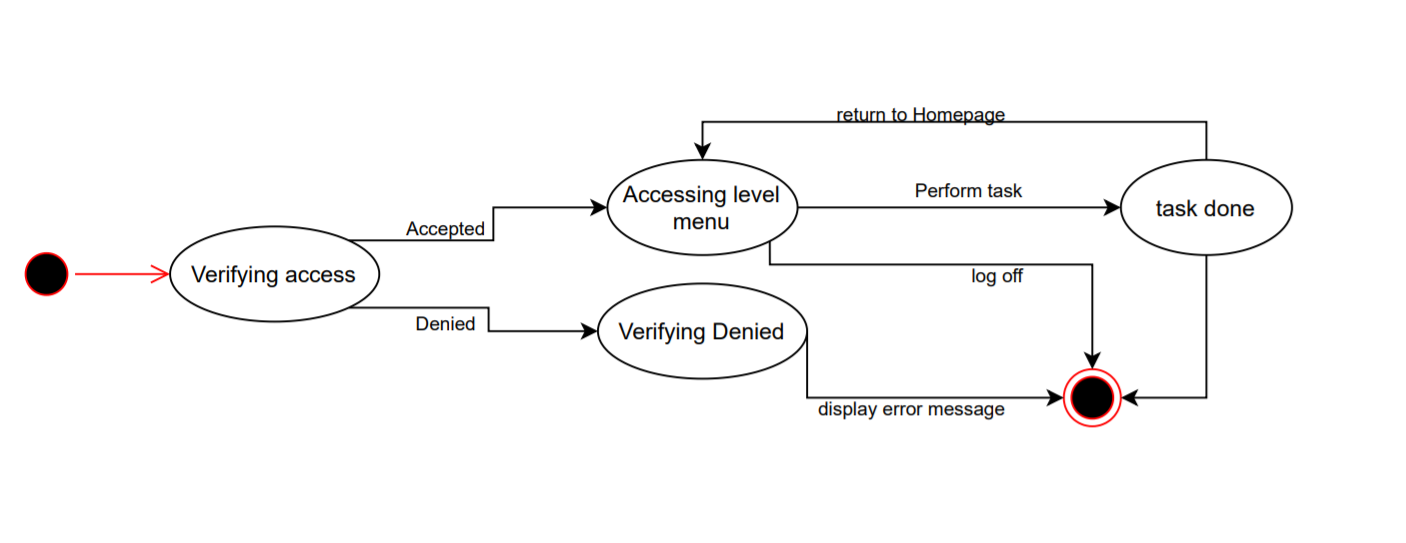 return to Homepage
Accessing level
menu
Perform task
task done
Accepted
Verifying access
log off
Denied
Verifying Denied
display error message